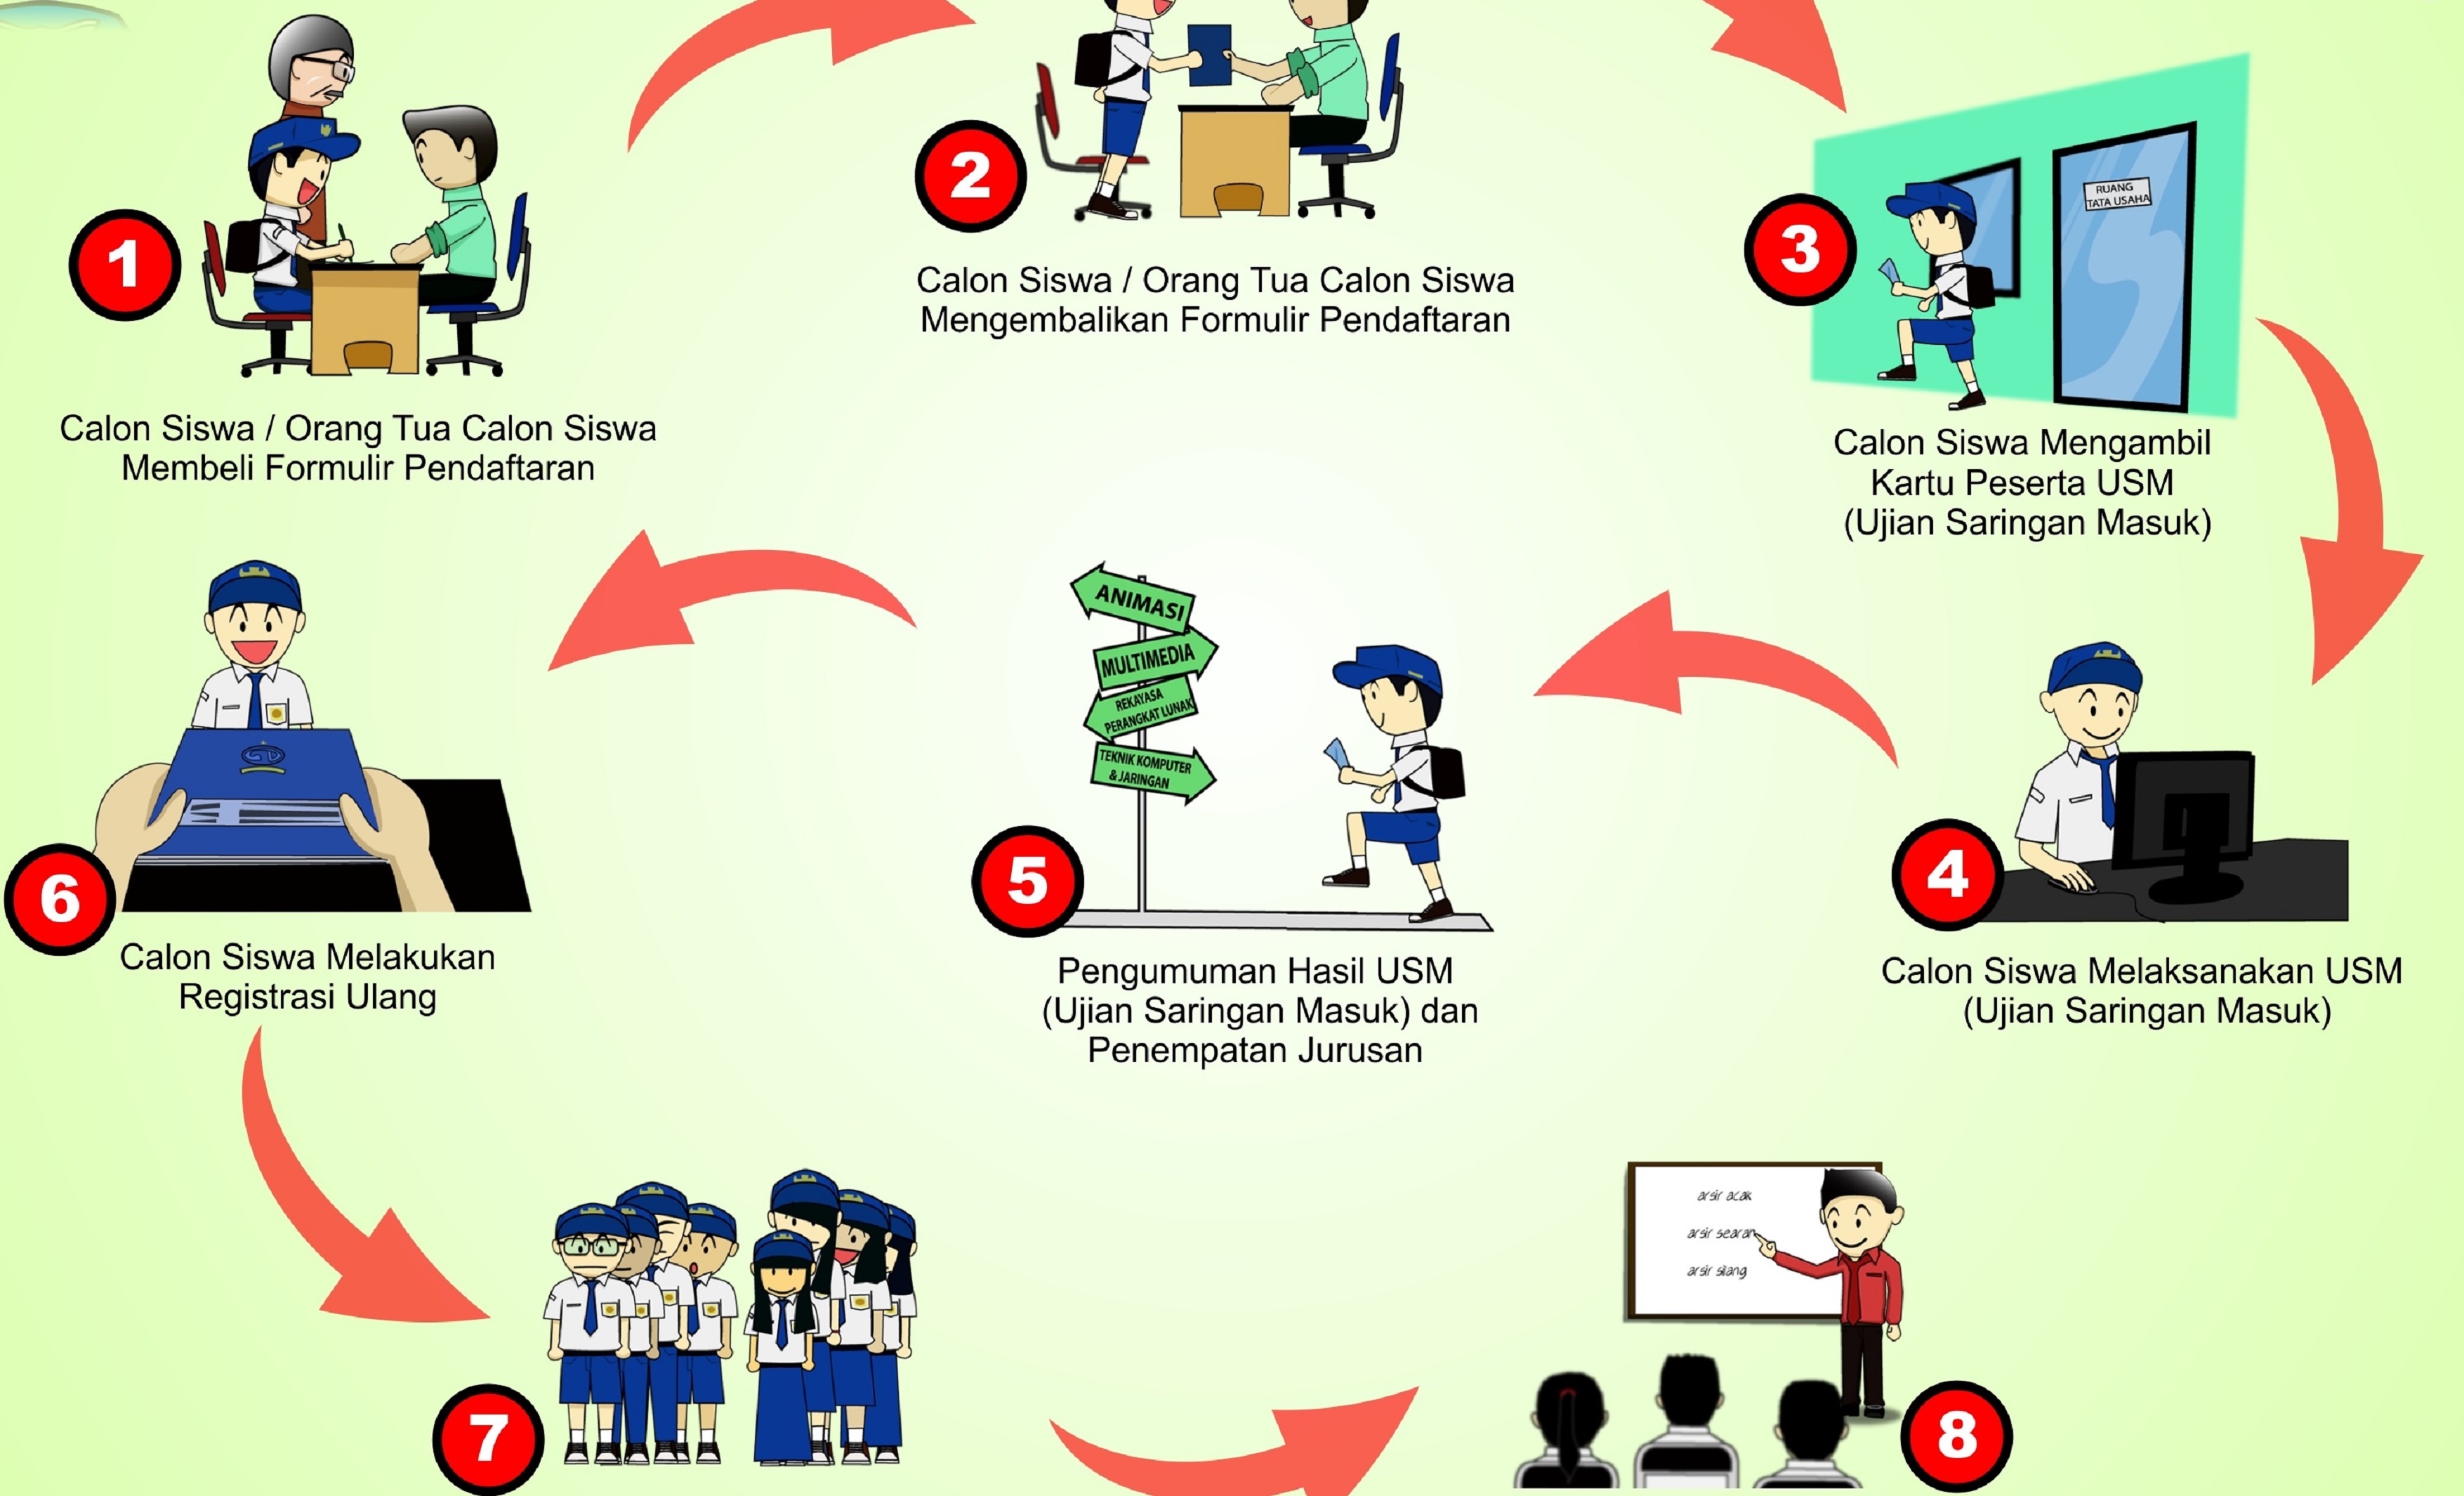 1
Calon Siswa / Orang Tua Calon Siswa
Membeli Formulir Pendaftaran
2
Calon Siswa / Orang Tua Calon Siswa
Mengembalikan Formulir Pendaftaran
3
RUANG
TATA USAHA
Calon Siswa Mengambil
Kartu Peserta USM
(Ujian Saringan Masuk)
4
Calon Siswa Melaksanakan USM
(Ujian Saringan Masuk)
5
ANIMASI
MULTIMEDIA
REKAYASA
PERANGKAT LUNAK
TEKNIK KOMPUTER
& JARINGAN
Pengumuman Hasil USM
(Ujian Saringan Masuk) dan
Penempatan Jurusan
6
Calon Siswa Melakukan
Registrasi Ulang
7
arsir acak
arsir searah
arsir silang
8